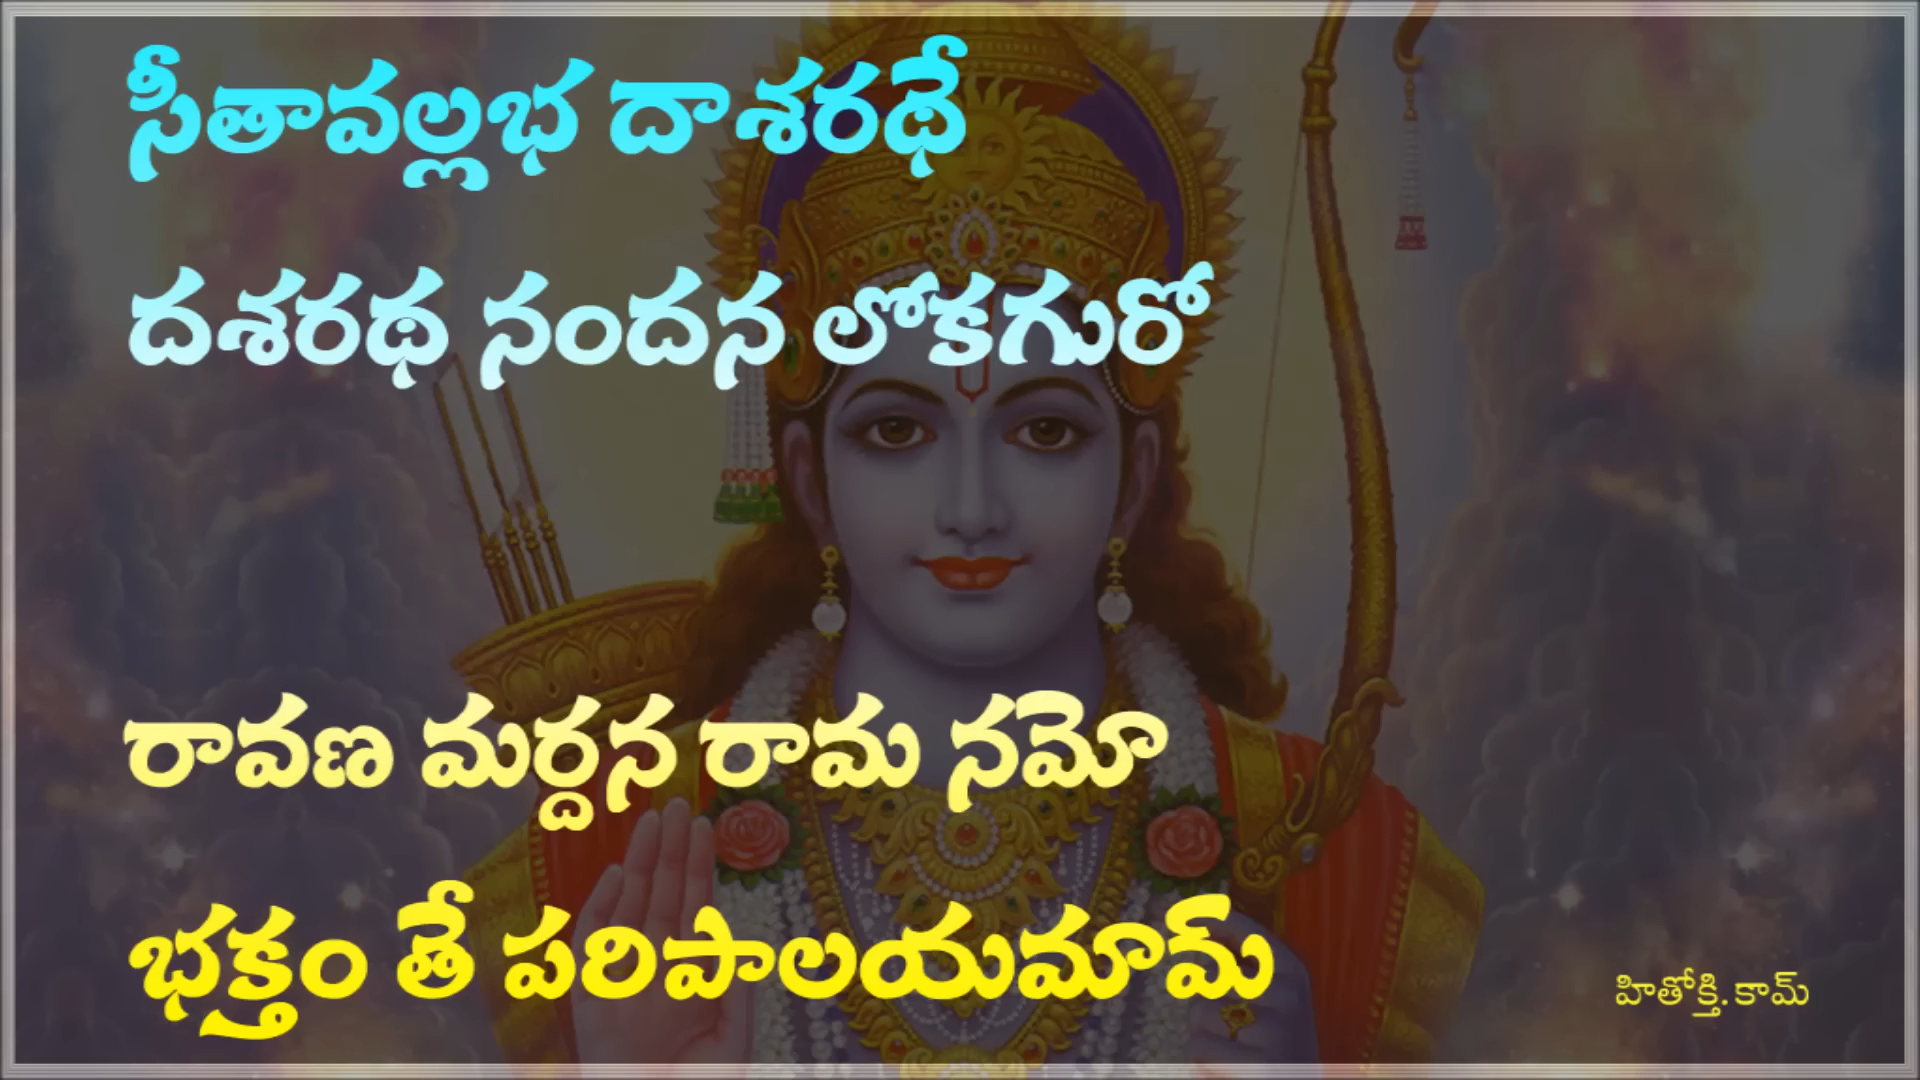 సీతావల్లభ దాశరథే
దశరథ నందన లోకగురో
రావణ మర్దన రామ నమో
భక్తం తే పరిపాలయమామ్
హితోక్తి.కామ్